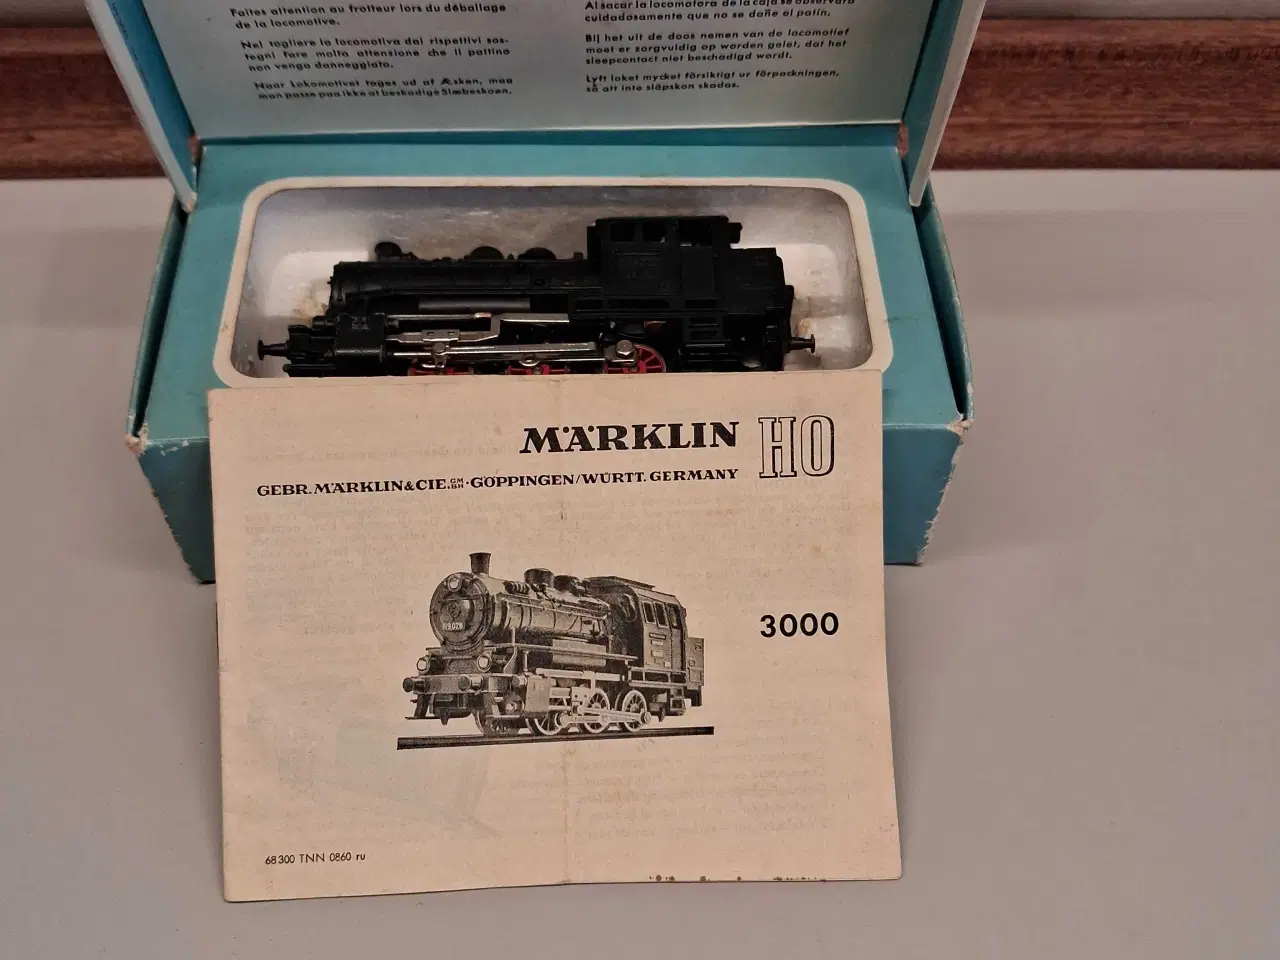 Faites attention au frotteur lors du déballage
de la locomotive.
Nel togliere la locomotiva dai rispettivi sos-
tegni fare molta attensione che il pattino
non venga danneggiato.
Naar Lokomotivet tages ud af Æsken, maa
man passe paa ikke at beskadige Slæbeskoen.
Al sacar la locomotora de la caja se observará
cuidadosamente que no se dañe el patín.
Bij het uit de doos nemen van de locomotief
moet er zorgvuldig op worden gelet, dat het
sleepcontact niet beschadigd wordt.
Lyft loket mycket försiktigt ur förpackningen,
så att inte släpskon skadas.
MÄRKLIN HO
GEBR. MÄRKLIN & CIE. GMBH · GÖPPINGEN/WÜRTT. GERMANY
3000
68 300 TNN 0860 ru